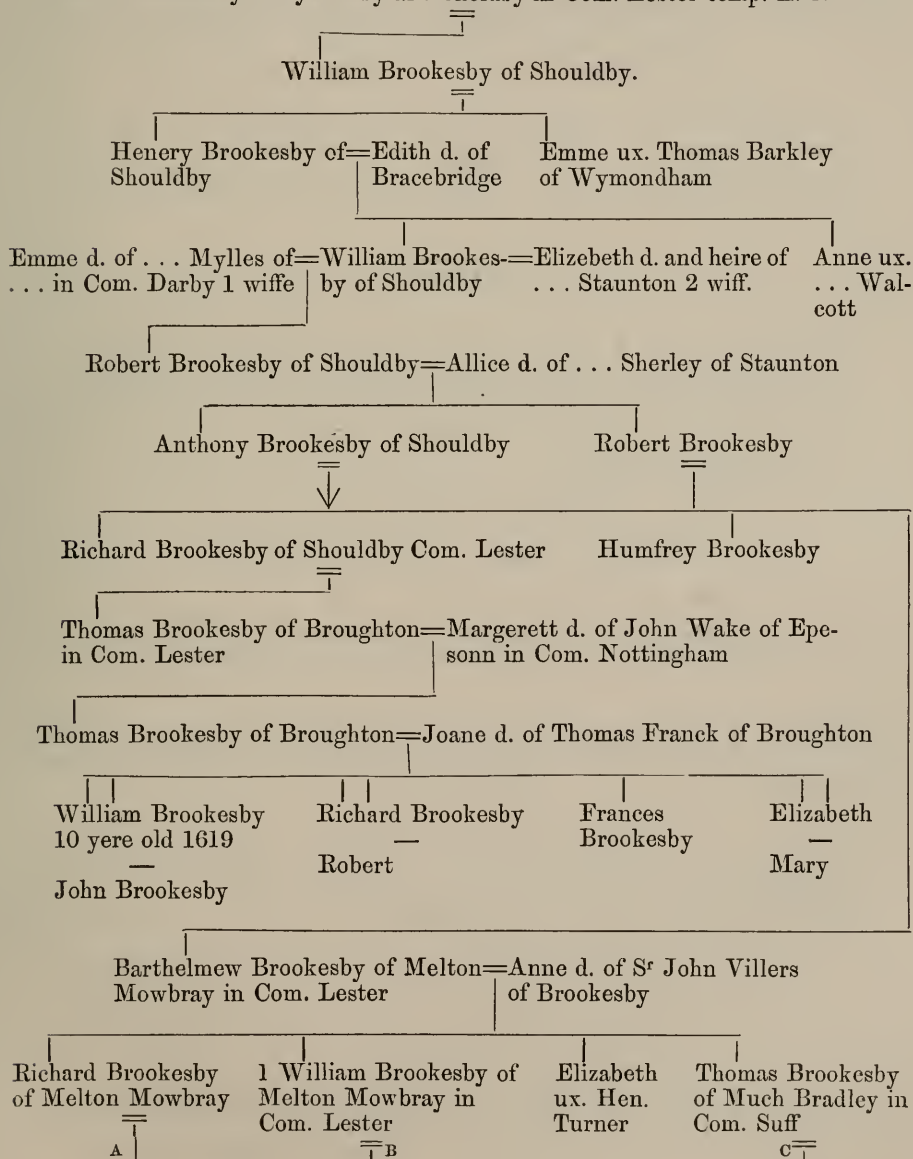 William Brookesby of Shouldby.
Henery Brookesby of=Edith d. of Emme ux. Thomas Barkley
Shouldby Bracebridge of Wymondham
Emme d. of . . . Mylles of=William Brookes-=Elizebeth d. and heire of Anne ux.
. . . in Com. Darby 1 wiffe by of Shouldby . . . Staunton 2 wiff. . . . Wal-
cott
Robert Brookesby of Shouldby=Allice d. of . . . Sherley of Staunton
Anthony Brookesby of Shouldby Robert Brookesby
Richard Brookesby of Shouldby Com. Lester Humfrey Brookesby
Thomas Brookesby of Broughton=Margerett d. of John Wake of Epe-
in Com. Lester sonn in Com. Nottingham
Thomas Brookesby of Broughton=Joane d. of Thomas Franck of Broughton
William Brookesby Richard Brookesby Frances Elizabeth
10 yere old 1619 — Brookesby —
— Robert Mary
John Brookesby
Barthelmew Brookesby of Melton=Anne d. of Sʳ John Villers
Mowbray in Com. Lester of Brookesby
Richard Brookesby 1 William Brookesby of Elizabeth Thomas Brookesby
of Melton Mowbray Melton Mowbray in ux. Hen. of Much Bradley in
Com. Lester Turner Com. Suff
A B C